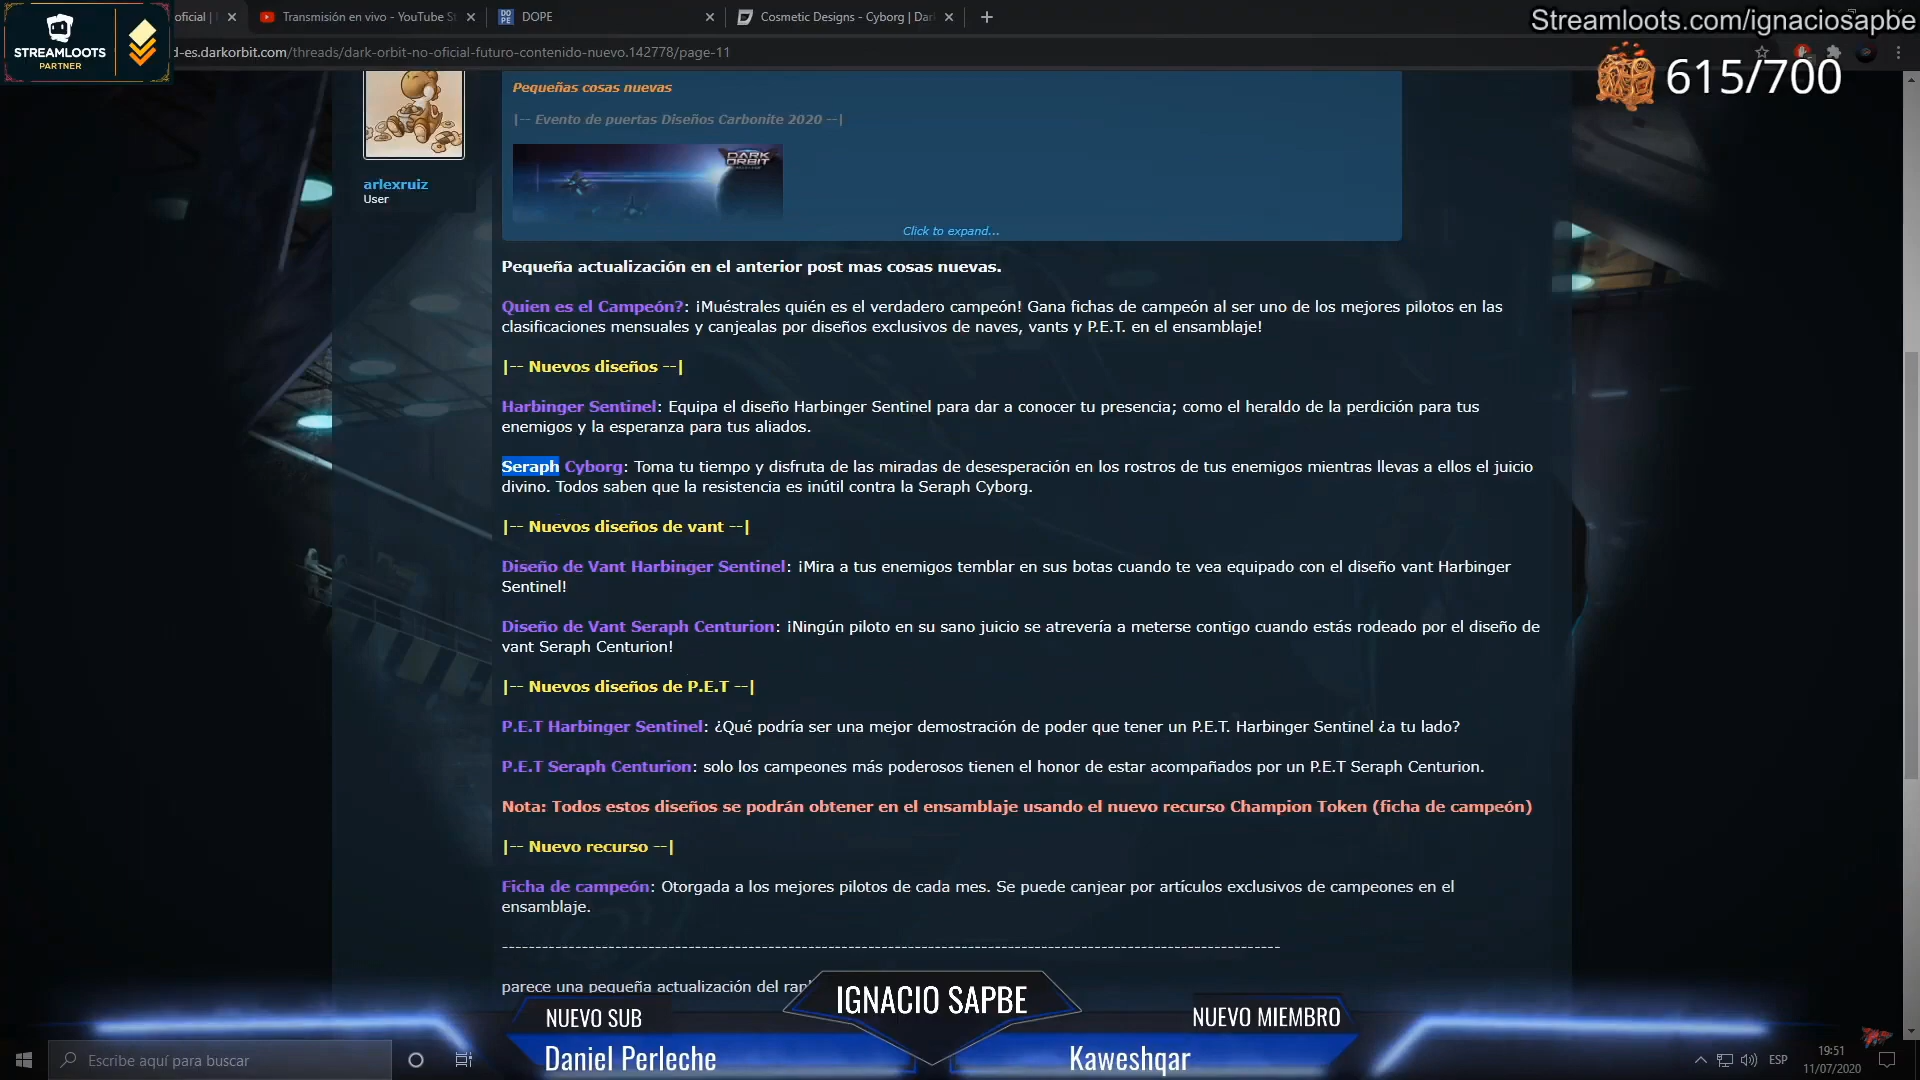 oficial |
Transmisión en vivo - YouTube S
DOPE
Cosmetic Designs - Cyborg | Dar
Streamloots.com/ignaciosapbe
STREAMLOOTS
PARTNER
d-es.darkorbit.com/threads/dark-orbit-no-oficial-futuro-contenido-nuevo.142778/page-11
615/700
Pequeñas cosas nuevas
|-- Evento de puertas Diseños Carbonite 2020 --|
DARK ORBIT
arlexruiz
User
Click to expand...
Pequeña actualización en el anterior post mas cosas nuevas.
Quien es el Campeón?: ¡Muéstrales quién es el verdadero campeón! Gana fichas de campeón al ser uno de los mejores pilotos en las
clasificaciones mensuales y canjealas por diseños exclusivos de naves, vants y P.E.T. en el ensamblaje!
|-- Nuevos diseños --|
Harbinger Sentinel: Equipa el diseño Harbinger Sentinel para dar a conocer tu presencia; como el heraldo de la perdición para tus
enemigos y la esperanza para tus aliados.
Seraph Cyborg: Toma tu tiempo y disfruta de las miradas de desesperación en los rostros de tus enemigos mientras llevas a ellos el juicio
divino. Todos saben que la resistencia es inútil contra la Seraph Cyborg.
|-- Nuevos diseños de vant --|
Diseño de Vant Harbinger Sentinel: ¡Mira a tus enemigos temblar en sus botas cuando te vea equipado con el diseño vant Harbinger
Sentinel!
Diseño de Vant Seraph Centurion: ¡Ningún piloto en su sano juicio se atrevería a meterse contigo cuando estás rodeado por el diseño de
vant Seraph Centurion!
|-- Nuevos diseños de P.E.T --|
P.E.T Harbinger Sentinel: ¿Qué podría ser una mejor demostración de poder que tener un P.E.T. Harbinger Sentinel ¿a tu lado?
P.E.T Seraph Centurion: solo los campeones más poderosos tienen el honor de estar acompañados por un P.E.T Seraph Centurion.
Nota: Todos estos diseños se podrán obtener en el ensamblaje usando el nuevo recurso Champion Token (ficha de campeón)
|-- Nuevo recurso --|
Ficha de campeón: Otorgada a los mejores pilotos de cada mes. Se puede canjear por artículos exclusivos de campeones en el
ensamblaje.
---------------------------------------------------------------------------------------------------------------------
parece una pequeña actualización del ran
IGNACIO SAPBE
NUEVO SUB
NUEVO MIEMBRO
Daniel Perleche
Kaweshqar
Escribe aquí para buscar
ESP
19:51
11/07/2020